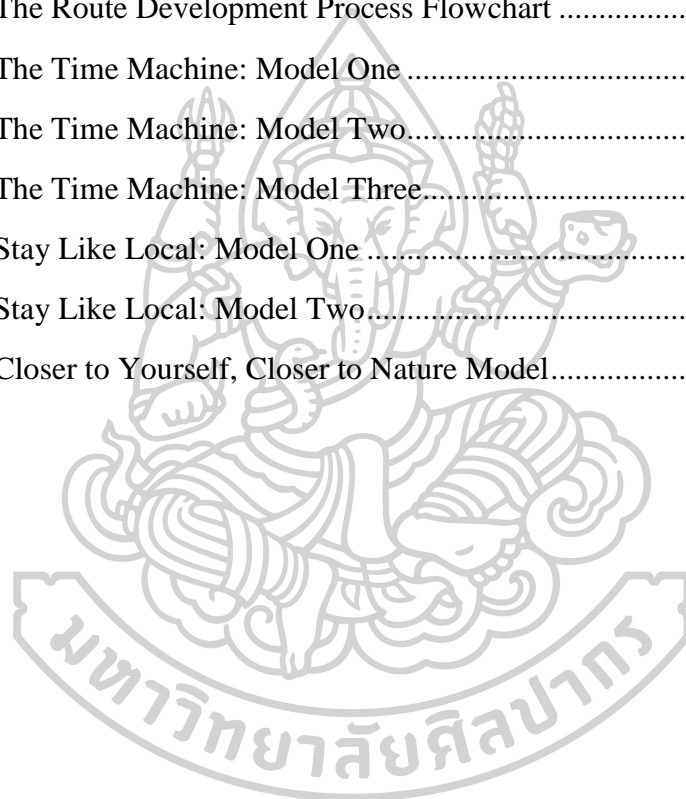 The Route Development Process Flowchart ................
The Time Machine: Model One ...................................
The Time Machine: Model Two...................................
The Time Machine: Model Three................................
Stay Like Local: Model One ........................................
Stay Like Local: Model Two........................................
Closer to Yourself, Closer to Nature Model.................
มหาวิทยาลัยศิลปากร